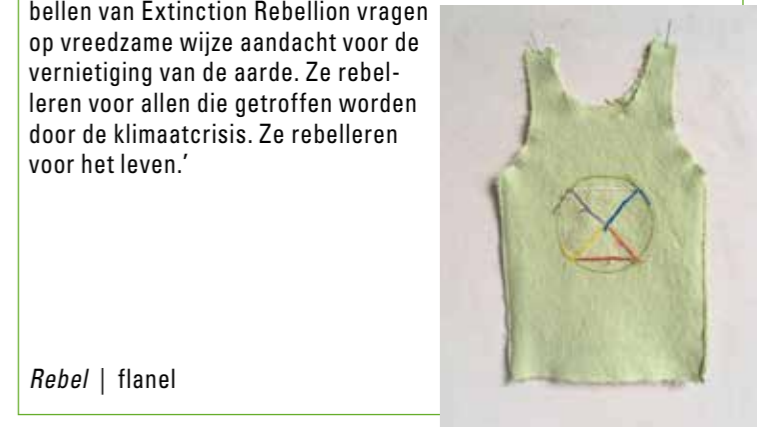 bellen van Extinction Rebellion vragen
op vreedzame wijze aandacht voor de
vernietiging van de aarde. Ze rebel-
leren voor allen die getroffen worden
door de klimaatcrisis. Ze rebelleren
voor het leven.’
Rebel | flanel